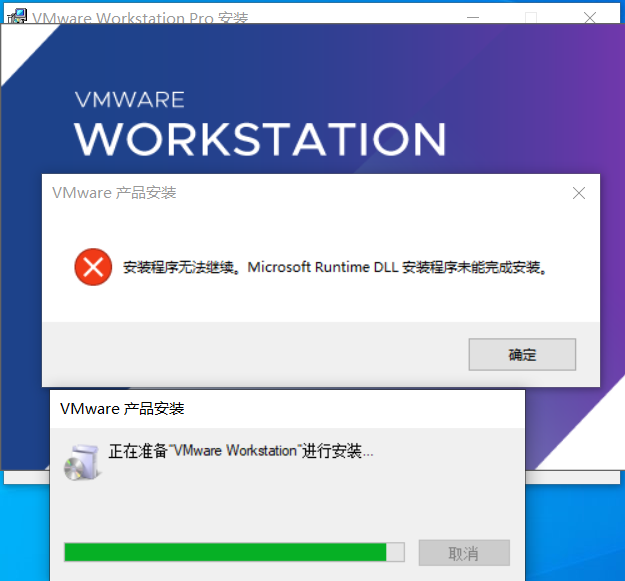 VMware Workstation Pro 安装
VMWARE
WORKSTATION
VMware 产品安装
安装程序无法继续。Microsoft Runtime DLL 安装程序未能完成安装。
确定
VMware 产品安装
正在准备"VMware Workstation"进行安装...
取消